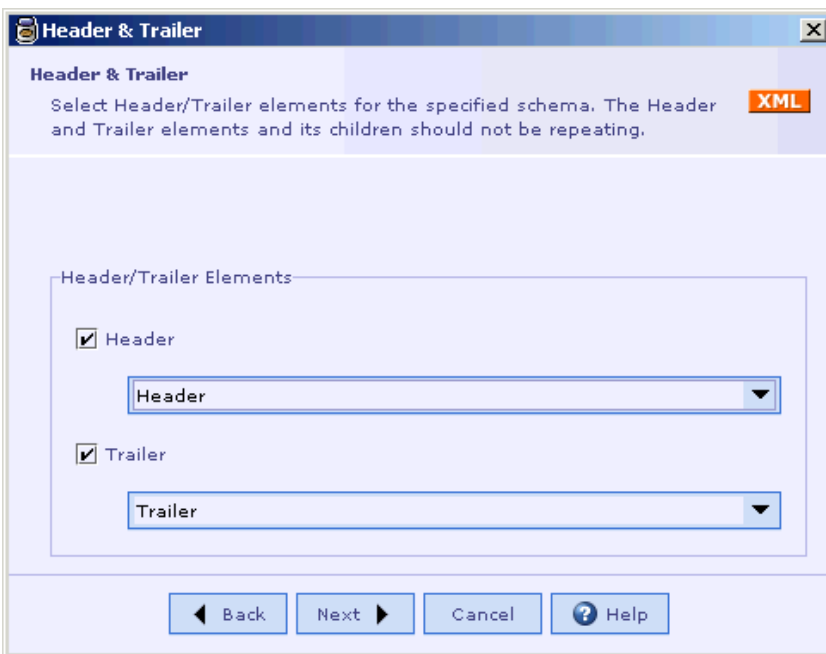 Header & Trailer
Header & Trailer
Select Header/Trailer elements for the specified schema. The Header
and Trailer elements and its children should not be repeating.
XML
Header/Trailer Elements
Header
Header
Trailer
Trailer
Back Next Cancel Help